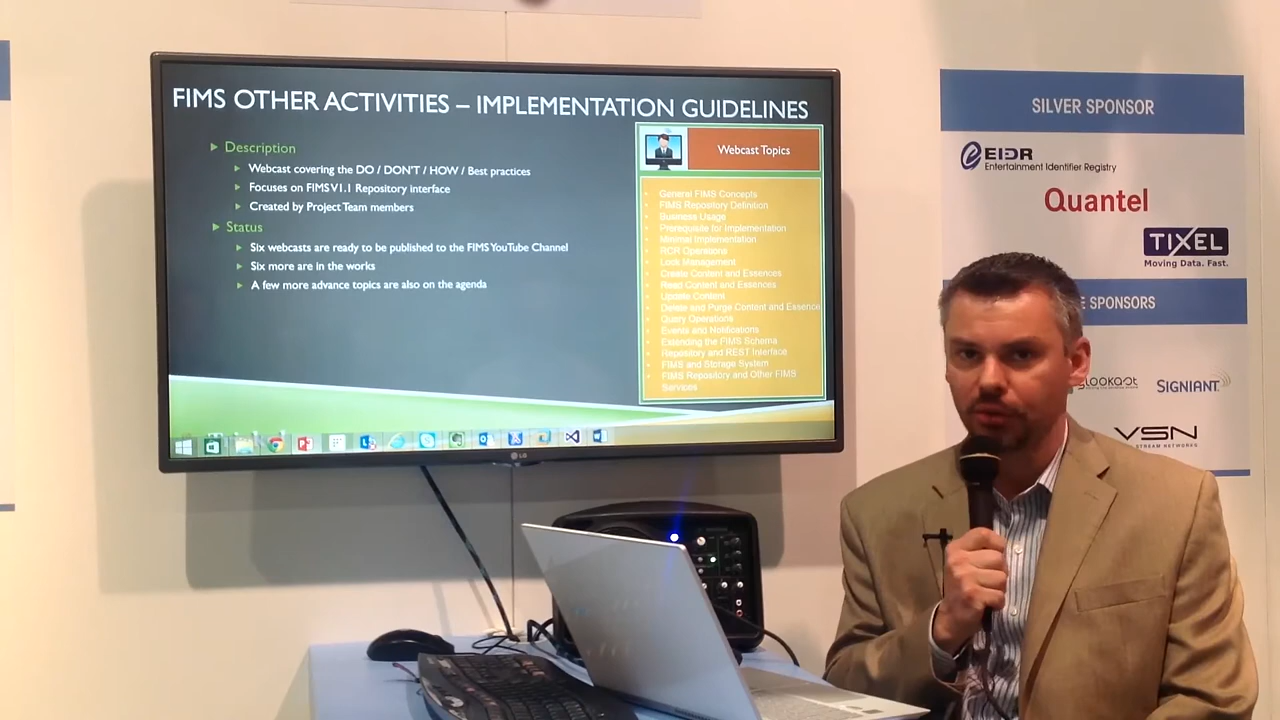 FIMS OTHER ACTIVITIES – IMPLEMENTATION GUIDELINES
Description
Webcast covering the DO / DON'T / HOW / Best practices
Focuses on FIMS V1.1 Repository interface
Created by Project Team members
Status
Six webcasts are ready to be published to the FIMS YouTube Channel
Six more are in the works
A few more advance topics are also on the agenda
Webcast Topics
General FIMS Concepts
FIMS Repository Definition
Business Usage
Prerequisite for Implementation
Minimal Implementation
RCR Operations
Lock Management
Create Content and Essences
Read Content and Essences
Update Content
Delete and Purge Content and Essence
Query Operations
Events and Notifications
Extending the FIMS Schema
Repository and REST Interface
FIMS and Storage System
FIMS Repository and Other FIMS
Services
LG
SILVER SPONSOR
EIDR
Entertainment Identifier Registry
Quantel
TIXEL
Moving Data. Fast.
E SPONSORS
SIGNIANT
VSN
STREAM NETWORKS